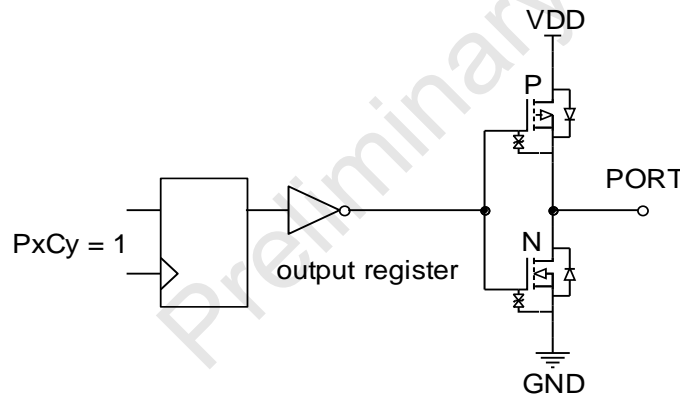 VDD
P
PORT
PxCy = 1
N
output register
GND
Preliminary